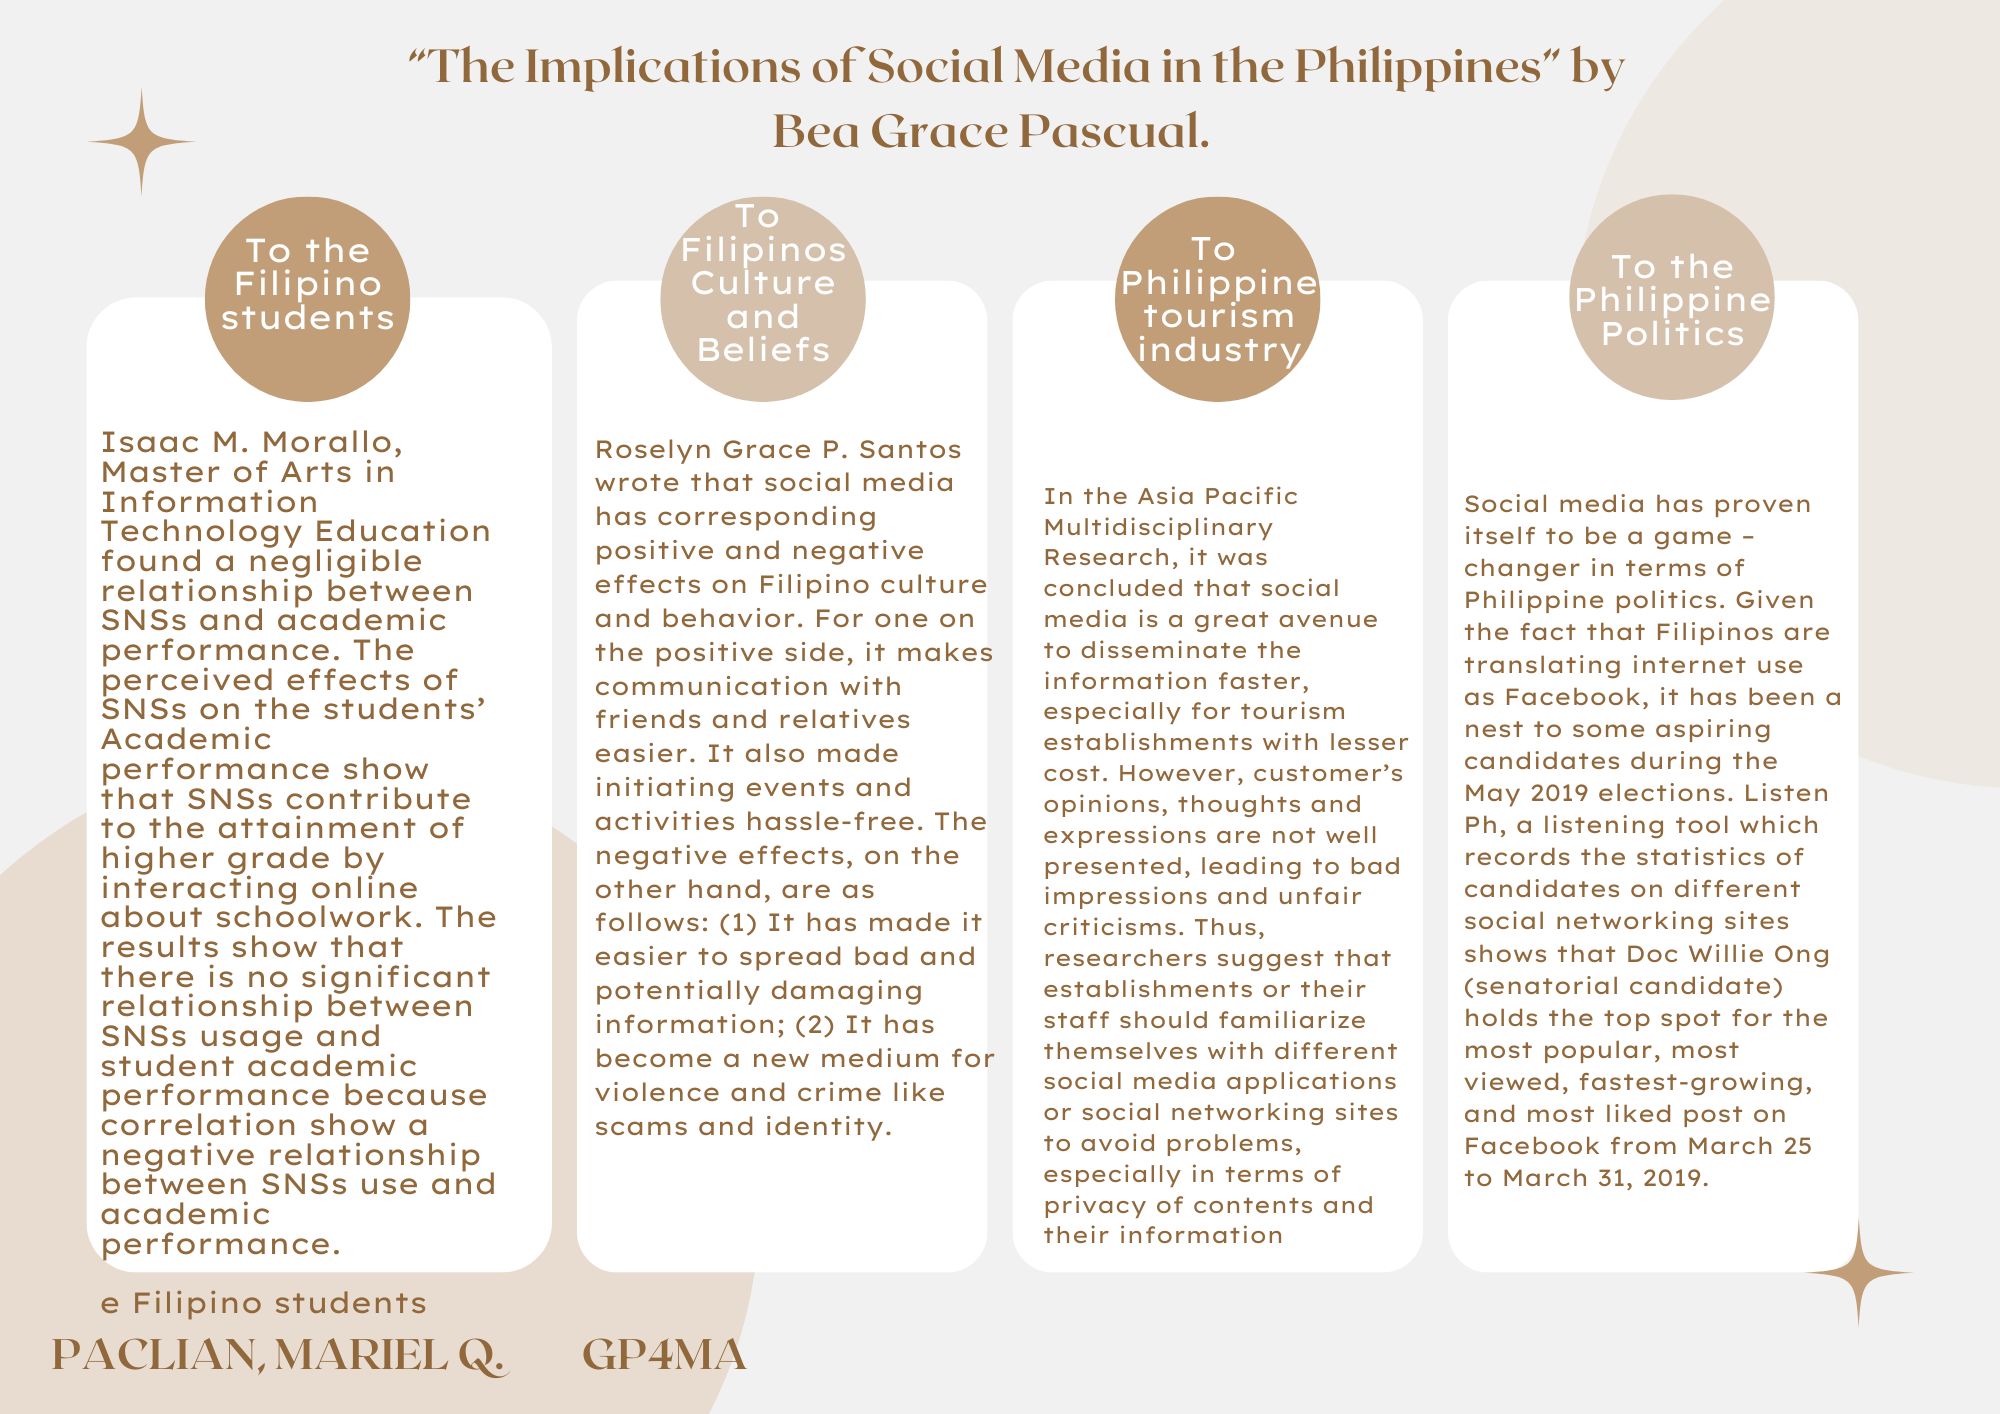 “The Implications of Social Media in the Philippines” by
Bea Grace Pascual.
To the
Filipino
students
Isaac M. Morallo,
Master of Arts in
Information
Technology Education
found a negligible
relationship between
SNSs and academic
performance. The
perceived effects of
SNSs on the students’
Academic
performance show
that SNSs contribute
to the attainment of
higher grade by
interacting online
about schoolwork. The
results show that
there is no significant
relationship between
SNSs usage and
student academic
performance because
correlation show a
negative relationship
between SNSs use and
academic
performance.
e Filipino students
To
Filipinos
Culture
and
Beliefs
Roselyn Grace P. Santos
wrote that social media
has corresponding
positive and negative
effects on Filipino culture
and behavior. For one on
the positive side, it makes
communication with
friends and relatives
easier. It also made
initiating events and
activities hassle-free. The
negative effects, on the
other hand, are as
follows: (1) It has made it
easier to spread bad and
potentially damaging
information; (2) It has
become a new medium for
violence and crime like
scams and identity.
To
Philippine
tourism
industry
In the Asia Pacific
Multidisciplinary
Research, it was
concluded that social
media is a great avenue
to disseminate the
information faster,
especially for tourism
establishments with lesser
cost. However, customer’s
opinions, thoughts and
expressions are not well
presented, leading to bad
impressions and unfair
criticisms. Thus,
researchers suggest that
establishments or their
staff should familiarize
themselves with different
social media applications
or social networking sites
to avoid problems,
especially in terms of
privacy of contents and
their information
To the
Philippine
Politics
Social media has proven
itself to be a game –
changer in terms of
Philippine politics. Given
the fact that Filipinos are
translating internet use
as Facebook, it has been a
nest to some aspiring
candidates during the
May 2019 elections. Listen
Ph, a listening tool which
records the statistics of
candidates on different
social networking sites
shows that Doc Willie Ong
(senatorial candidate)
holds the top spot for the
most popular, most
viewed, fastest-growing,
and most liked post on
Facebook from March 25
to March 31, 2019.
PACLIAN, MARIEL Q. GP4MA